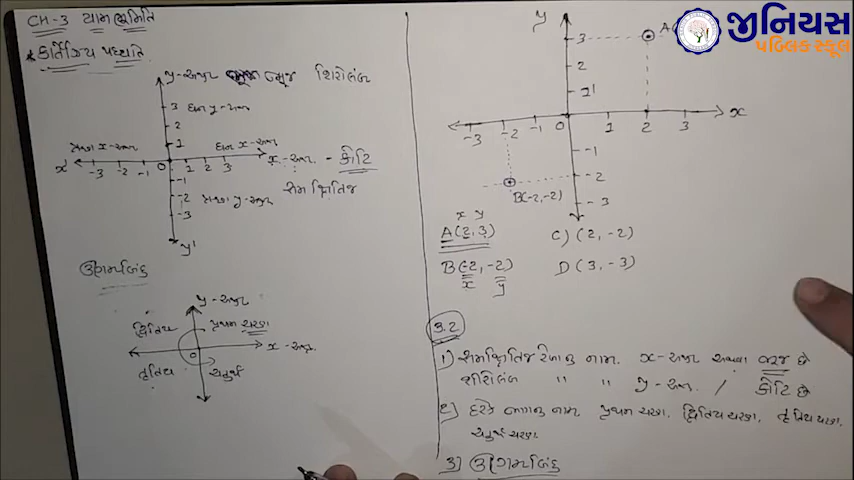 CH-3 યામ ભૂમિતિ
* કાર્તેઝિય પધ્ધતિ
y-અક્ષ શિરોલંબ
3 ધન y-અક્ષ
2
1
ઋણ x-અક્ષ ધન x-અક્ષ
x' -3 -2 -1 0 1 2 3 x-અક્ષ - કોટિ
સમક્ષિતિજ
-1
-2 ઋણ y-અક્ષ
-3
y'
ઉગમબિંદુ
y-અક્ષ
દ્વિતિય પ્રથમ ચરણ
0 x-અક્ષ
તૃતિય ચતુર્થ
y
3 A(
2
1
-3 -2 -1 0 1 2 3 x
-1
-2
B(-2,-2)
-3
x y
A(2,3) C) (2,-2)
B(-2,-2) D(3,-3)
x y
3.2
1) સમક્ષિતિજ રેખાનુ નામ x-અક્ષ અથવા ભૂજ છે
શીરોલંબ " " y-અક્ષ / કોટિ છે
2) દરેક ભાગનુ નામ પ્રથમ ચરણ, દ્વિતિય ચરણ, તૃતિય ચરણ,
ચતુર્થ ચરણ
3) ઉગમબિંદુ
જીનિયસ
પબ્લિક સ્કૂલ